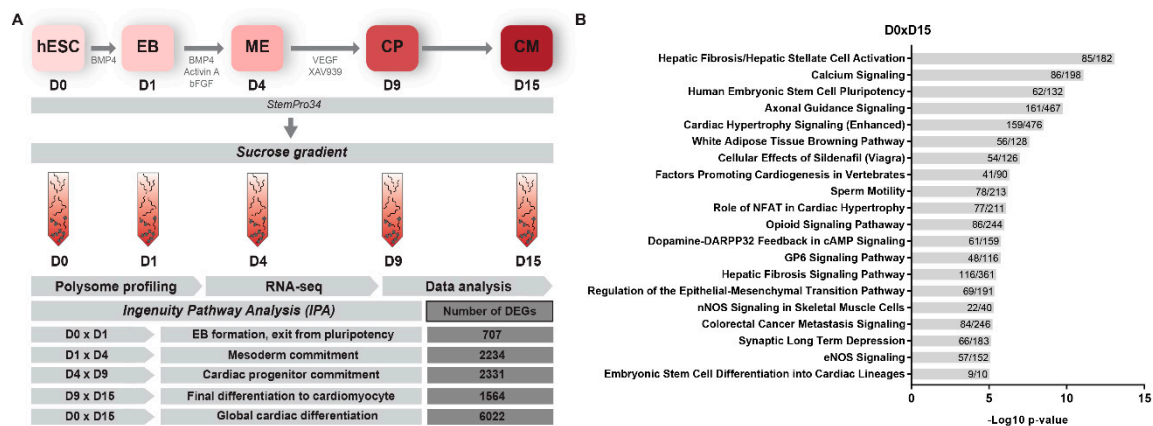 A
hESC
EB
ME
CP
CM
BMP4
BMP4
Activin A
bFGF
VEGF
XAV939
D0
D1
D4
D9
D15
StemPro34
Sucrose gradient
D0
D1
D4
D9
D15
Polysome profiling
RNA-seq
Data analysis
Ingenuity Pathway Analysis (IPA)
Number of DEGs
D0 x D1
EB formation, exit from pluripotency
707
D1 x D4
Mesoderm commitment
2234
D4 x D9
Cardiac progenitor commitment
2331
D9 x D15
Final differentiation to cardiomyocyte
1564
D0 x D15
Global cardiac differentiation
6022
B
D0xD15
Hepatic Fibrosis/Hepatic Stellate Cell Activation 85/182
Calcium Signaling 86/198
Human Embryonic Stem Cell Pluripotency 62/132
Axonal Guidance Signaling 161/467
Cardiac Hypertrophy Signaling (Enhanced) 159/476
White Adipose Tissue Browning Pathway 56/128
Cellular Effects of Sildenafil (Viagra) 54/126
Factors Promoting Cardiogenesis in Vertebrates 41/90
Sperm Motility 78/213
Role of NFAT in Cardiac Hypertrophy 77/211
Opioid Signaling Pathway 86/244
Dopamine-DARPP32 Feedback in cAMP Signaling 61/159
GP6 Signaling Pathway 48/116
Hepatic Fibrosis Signaling Pathway 116/361
Regulation of the Epithelial-Mesenchymal Transition Pathway 69/191
nNOS Signaling in Skeletal Muscle Cells 22/40
Colorectal Cancer Metastasis Signaling 84/246
Synaptic Long Term Depression 66/183
eNOS Signaling 57/152
Embryonic Stem Cell Differentiation into Cardiac Lineages 9/10
0 5 10 15
-Log10 p-value